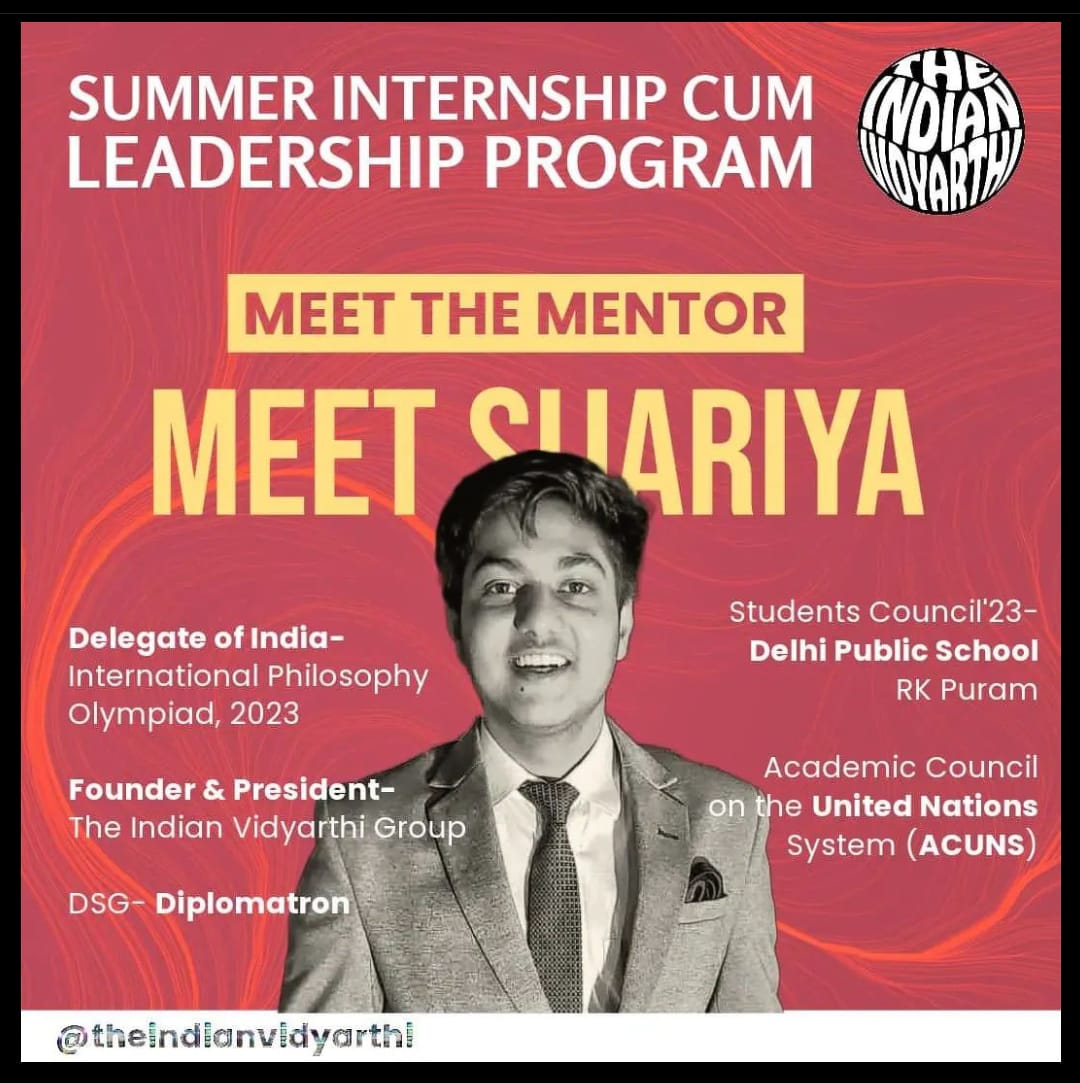 SUMMER INTERNSHIP CUM
LEADERSHIP PROGRAM
THE
INDIAN
VIDYARTHI
MEET THE MENTOR
MEET SHARIYA
Delegate of India-
International Philosophy
Olympiad, 2023
Founder & President-
The Indian Vidyarthi Group
DSG- Diplomatron
Students Council'23-
Delhi Public School
RK Puram
Academic Council
on the United Nations
System (ACUNS)
@theindianvidyarthi